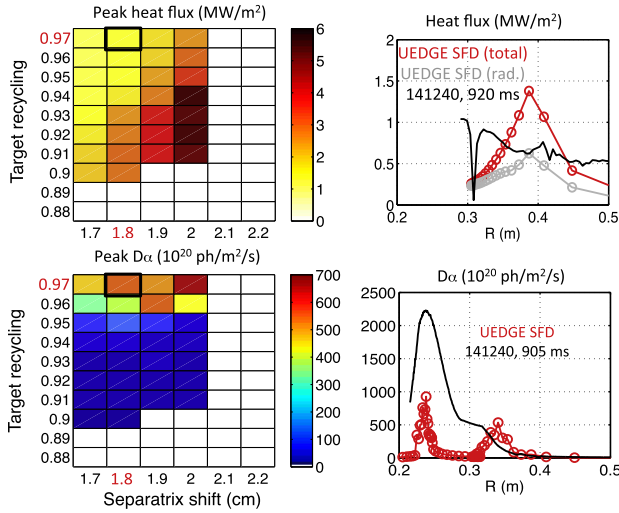 Peak heat flux (MW/m²)
Target recycling
0.97
0.96
0.95
0.94
0.93
0.92
0.91
0.9
0.89
0.88
1.7 1.8 1.9 2 2.1 2.2
6
5
4
3
2
1
0
Heat flux (MW/m²)
UEDGE SFD (total)
UEDGE SFD (rad.)
141240, 920 ms
2
1.5
1
0.5
0
0.2 0.3 0.4 0.5
R (m)
Peak Dα (10²⁰ ph/m²/s)
Target recycling
0.97
0.96
0.95
0.94
0.93
0.92
0.91
0.9
0.89
0.88
1.7 1.8 1.9 2 2.1 2.2
Separatrix shift (cm)
700
600
500
400
300
200
100
0
Dα (10²⁰ ph/m²/s)
UEDGE SFD
141240, 905 ms
2500
2000
1500
1000
500
0
0.2 0.3 0.4 0.5
R (m)